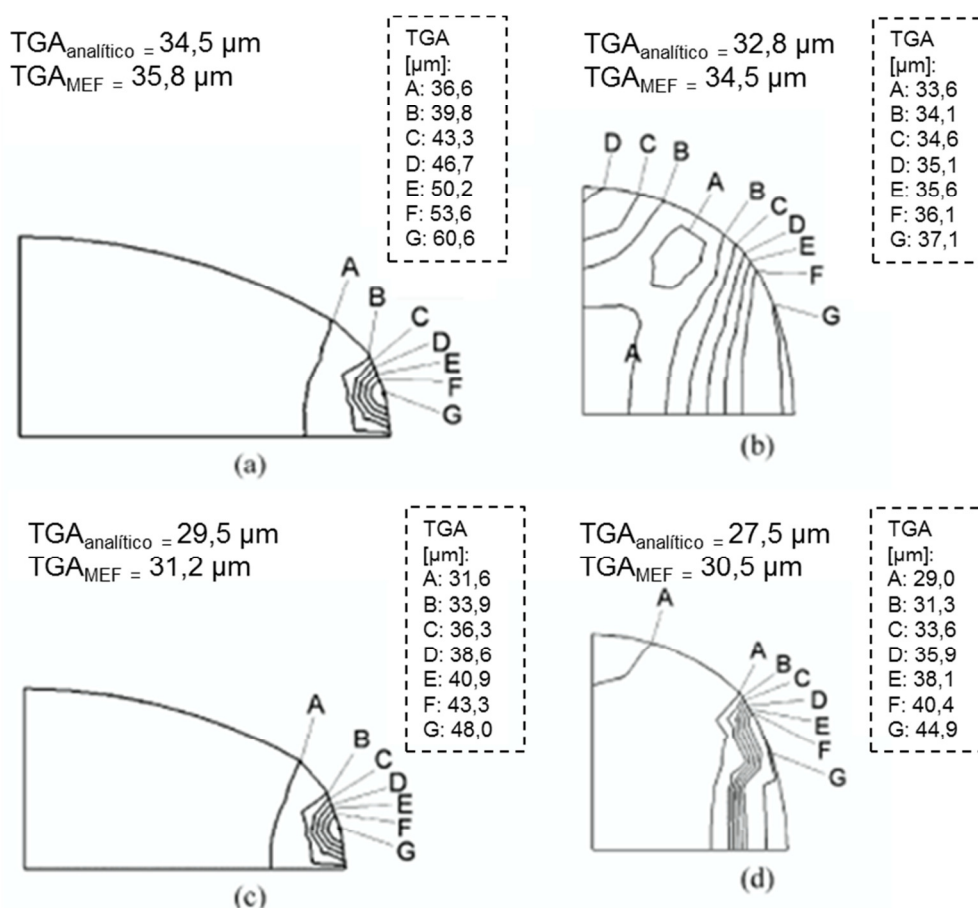 TGAanalítico = 34,5 µm
TGAMEF = 35,8 µm
TGA
[µm]:
A: 36,6
B: 39,8
C: 43,3
D: 46,7
E: 50,2
F: 53,6
G: 60,6
A
B
C
D
E
F
G
(a)
TGAanalítico = 32,8 µm
TGAMEF = 34,5 µm
TGA
[µm]:
A: 33,6
B: 34,1
C: 34,6
D: 35,1
E: 35,6
F: 36,1
G: 37,1
D
C
B
A
B
C
D
E
F
G
A
(b)
TGAanalítico = 29,5 µm
TGAMEF = 31,2 µm
TGA
[µm]:
A: 31,6
B: 33,9
C: 36,3
D: 38,6
E: 40,9
F: 43,3
G: 48,0
A
B
C
D
E
F
G
(c)
TGAanalítico = 27,5 µm
TGAMEF = 30,5 µm
TGA
[µm]:
A: 29,0
B: 31,3
C: 33,6
D: 35,9
E: 38,1
F: 40,4
G: 44,9
A
A
B
C
D
E
F
G
(d)